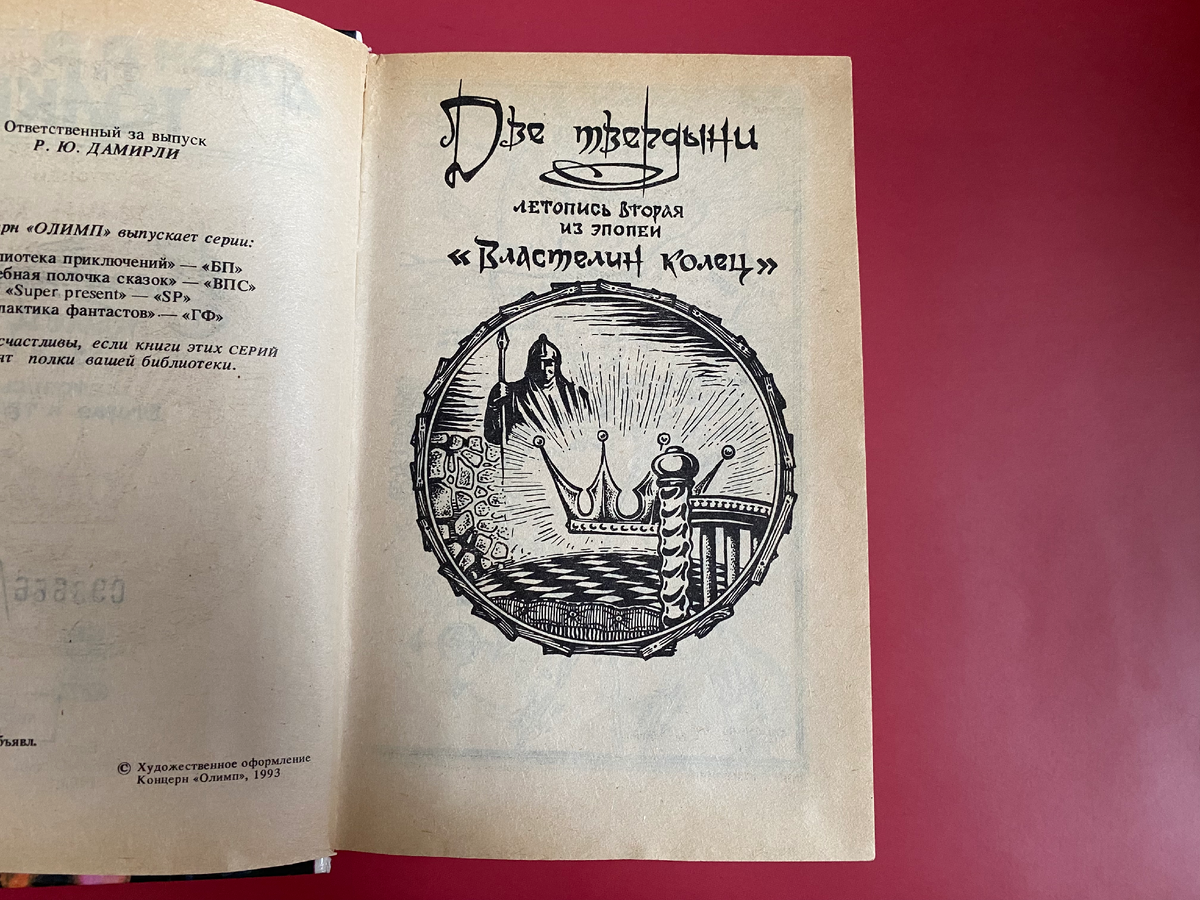 Ответственный за выпуск
Р. Ю. ДАМИРЛИ
«ОЛИМП» выпускает серии:
приключений» — «БП»
полочка сказок» — «ВПС»
«Super present» — «SP»
фантастов» — «ГФ»
счастливы, если книги этих СЕРИЙ
полки вашей библиотеки.
© Художественное оформление
Концерн «Олимп», 1993
Две твердыни
ЛЕТОПИСЬ ВТОРАЯ
ИЗ ЭПОПЕИ
«Властелин колец»